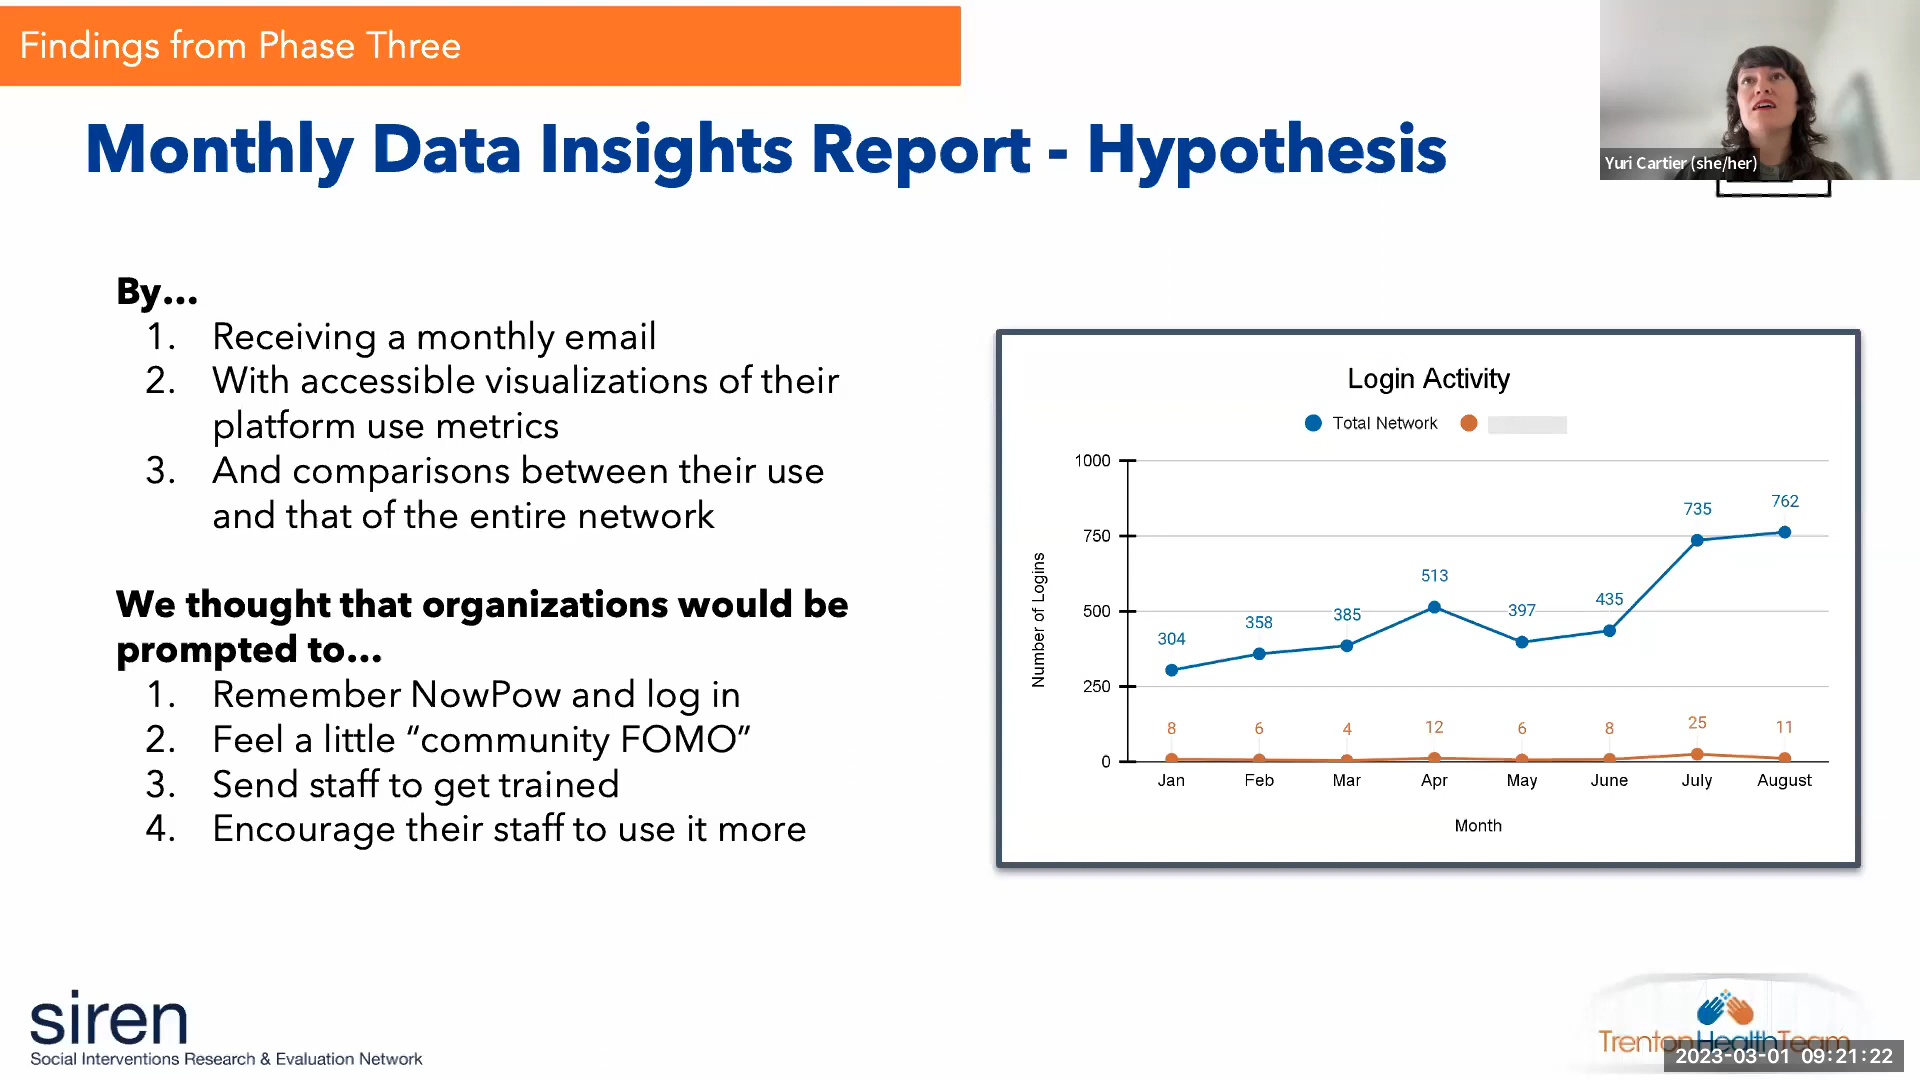 Findings from Phase Three
Monthly Data Insights Report - Hypothesis
Yuri Cartier (she/her)
By...
1. Receiving a monthly email
2. With accessible visualizations of their
platform use metrics
3. And comparisons between their use
and that of the entire network
We thought that organizations would be
prompted to...
1. Remember NowPow and log in
2. Feel a little “community FOMO”
3. Send staff to get trained
4. Encourage their staff to use it more
Login Activity
Total Network
Number of Logins
1000
750
500
250
0
304 358 385 513 397 435 735 762
8 6 4 12 6 8 25 11
Jan Feb Mar Apr May June July August
Month
siren
Social Interventions Research & Evaluation Network
TrentonHealthTeam
2023-03-01 09:21:22